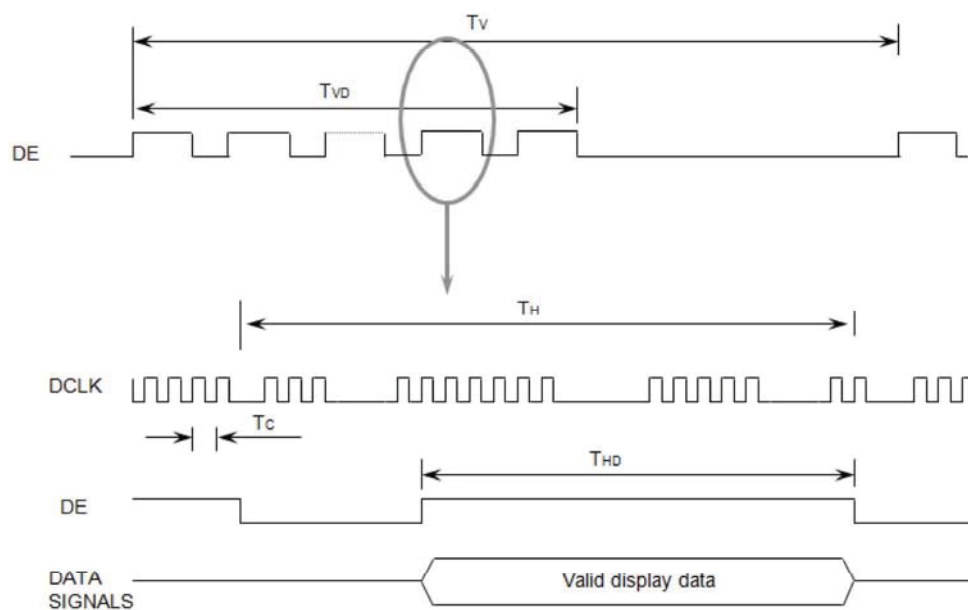 TV
TVD
DE
TH
DCLK
TC
THD
DE
Valid display data
DATA
SIGNALS